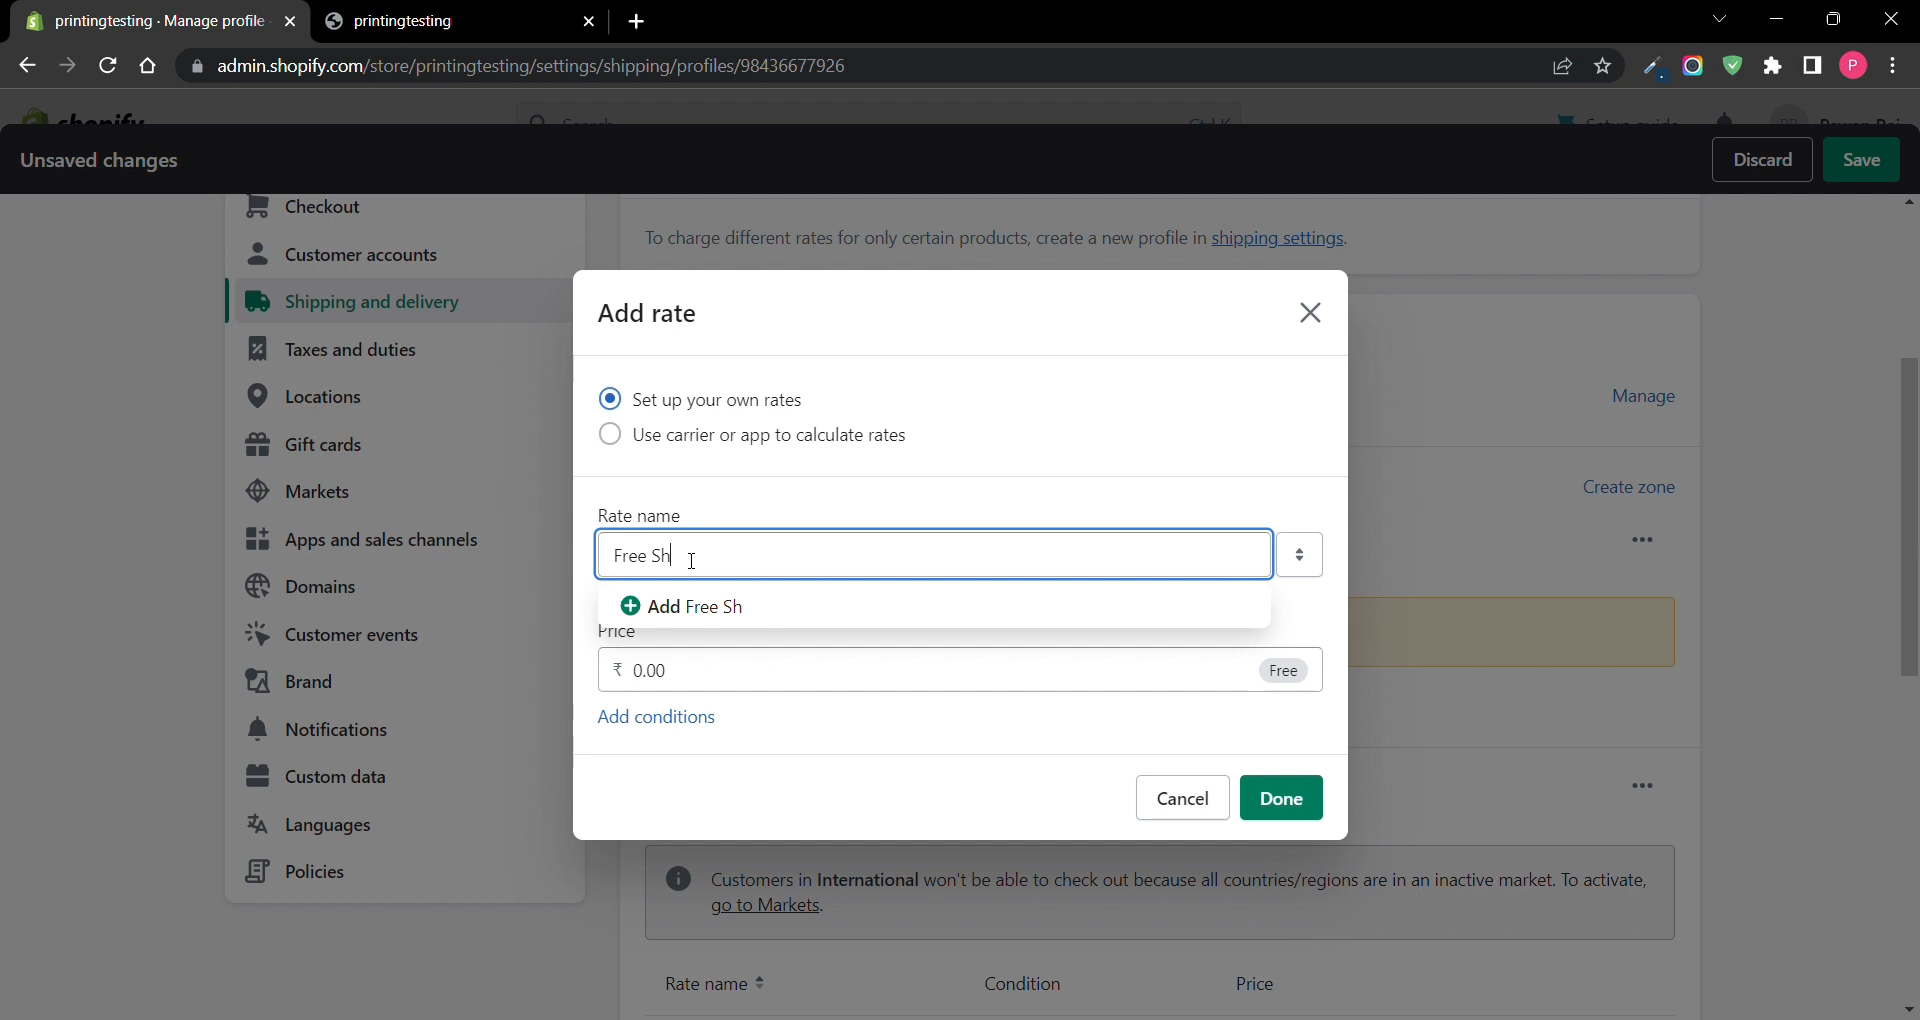 printingtesting · Manage profile
printingtesting
admin.shopify.com/store/printingtesting/settings/shipping/profiles/98436677926
P
shopify
Search
Ctrl K
Setup guide
Unsaved changes
Discard
Save
Checkout
Customer accounts
Shipping and delivery
Taxes and duties
Locations
Gift cards
Markets
Apps and sales channels
Domains
Customer events
Brand
Notifications
Custom data
Languages
Policies
To charge different rates for only certain products, create a new profile in shipping settings.
Manage
Create zone
Add rate
Set up your own rates
Use carrier or app to calculate rates
Rate name
Free Sh
Add Free Sh
Price
₹ 0.00
Free
Add conditions
Cancel
Done
Customers in International won't be able to check out because all countries/regions are in an inactive market. To activate,
go to Markets.
Rate name
Condition
Price